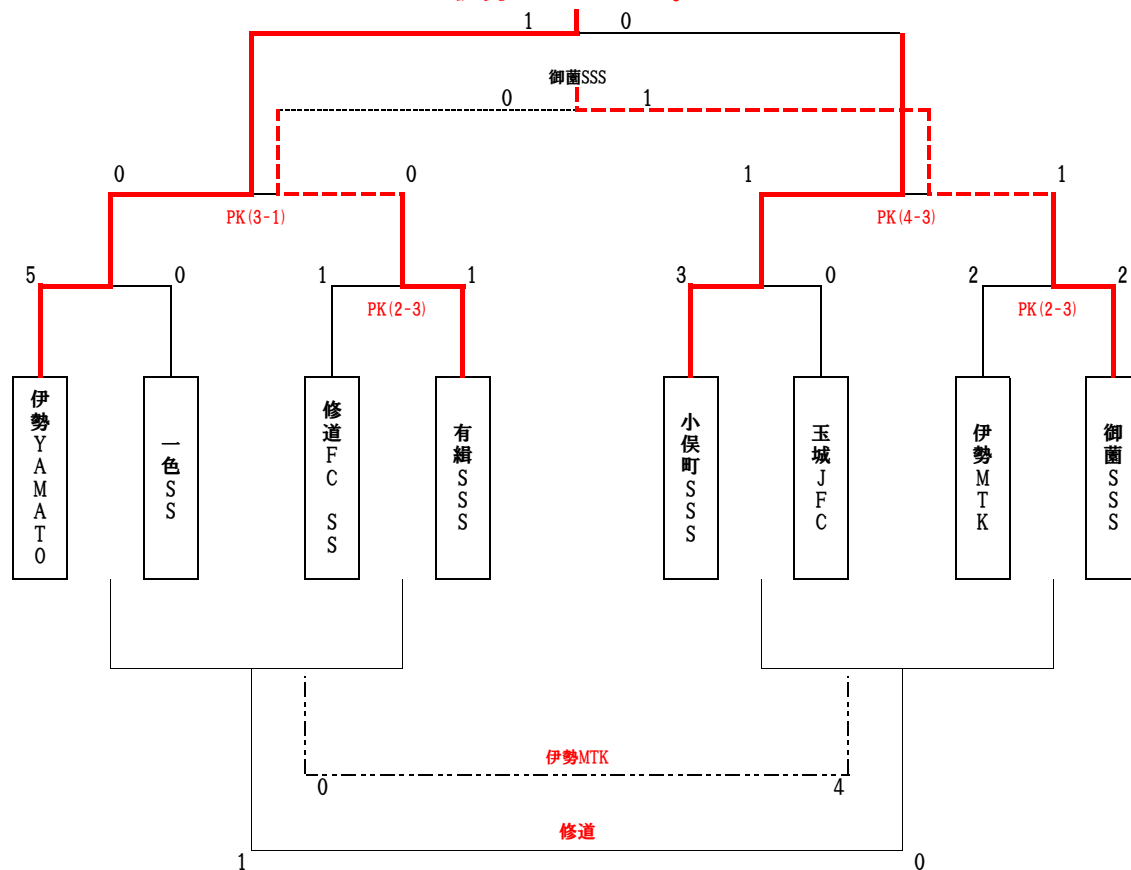 1 0
御薗SSS
0 1
0 0 1 1
PK(3-1) PK(4-3)
5 0 1 1 3 0 2 2
PK(2-3) PK(2-3)
伊勢YAMATO
一色SS
修道FC SS
有緝SSS
小俣町SSS
玉城JFC
伊勢MTK
御薗SSS
伊勢MTK
0 4
修道
1 0